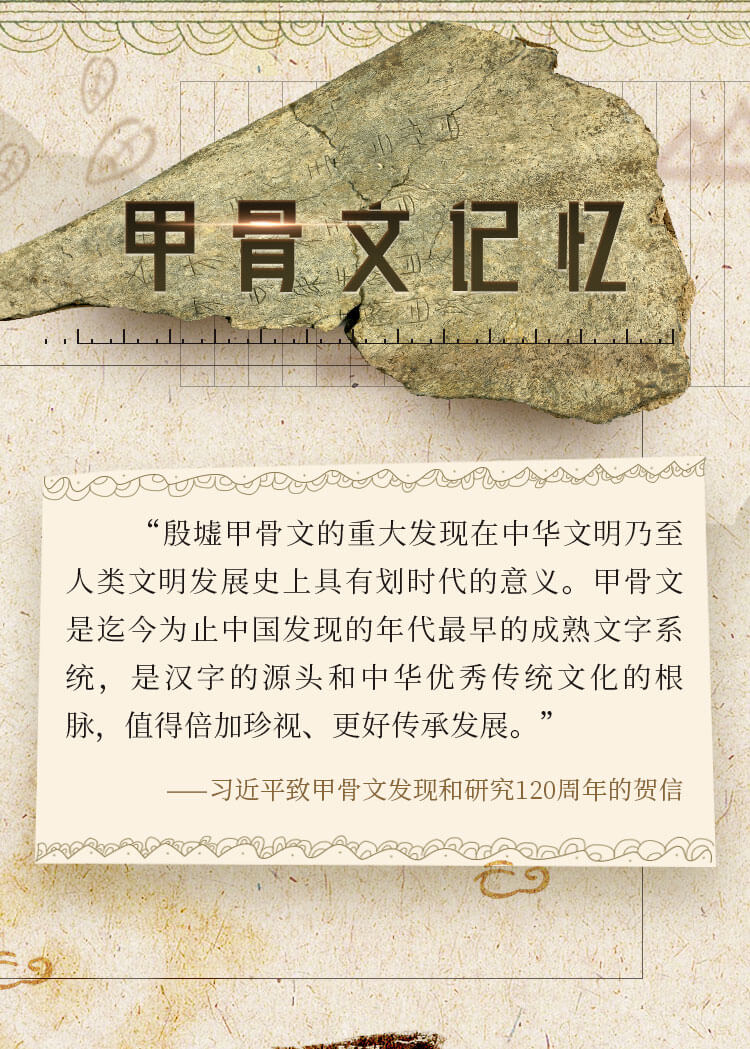 甲骨文记忆
“殷墟甲骨文的重大发现在中华文明乃至
人类文明发展史上具有划时代的意义。甲骨文
是迄今为止中国发现的年代最早的成熟文字系
统，是汉字的源头和中华优秀传统文化的根
脉，值得倍加珍视、更好传承发展。”
——习近平致甲骨文发现和研究120周年的贺信